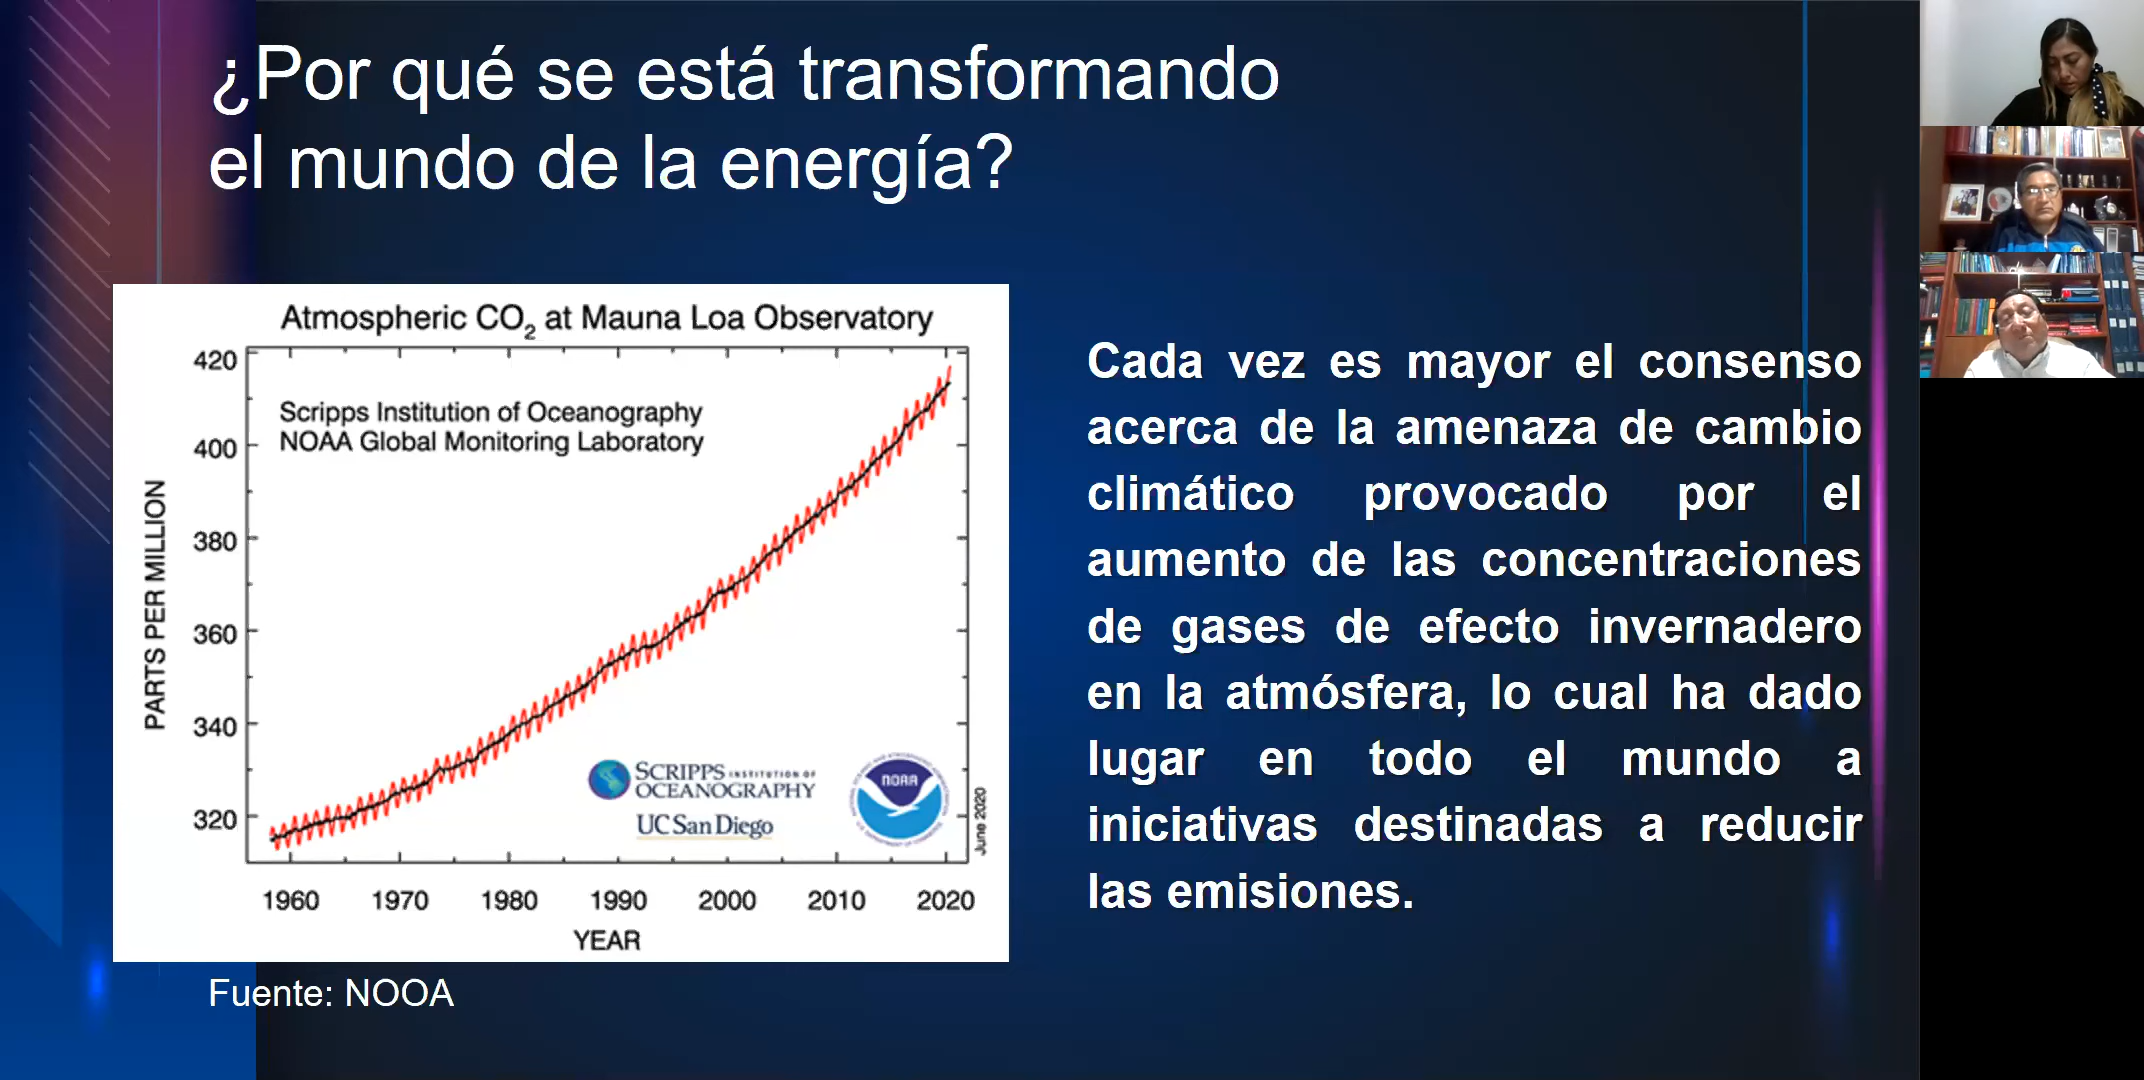 ¿Por qué se está transformando
el mundo de la energía?
Atmospheric CO2 at Mauna Loa Observatory
Scripps Institution of Oceanography
NOAA Global Monitoring Laboratory
PARTS PER MILLION
420
400
380
360
340
320
SCRIPPS INSTITUTION OF
OCEANOGRAPHY
UC San Diego
NOAA
June 2020
1960 1970 1980 1990 2000 2010 2020
YEAR
Fuente: NOOA
Cada vez es mayor el consenso
acerca de la amenaza de cambio
climático provocado por el
aumento de las concentraciones
de gases de efecto invernadero
en la atmósfera, lo cual ha dado
lugar en todo el mundo a
iniciativas destinadas a reducir
las emisiones.